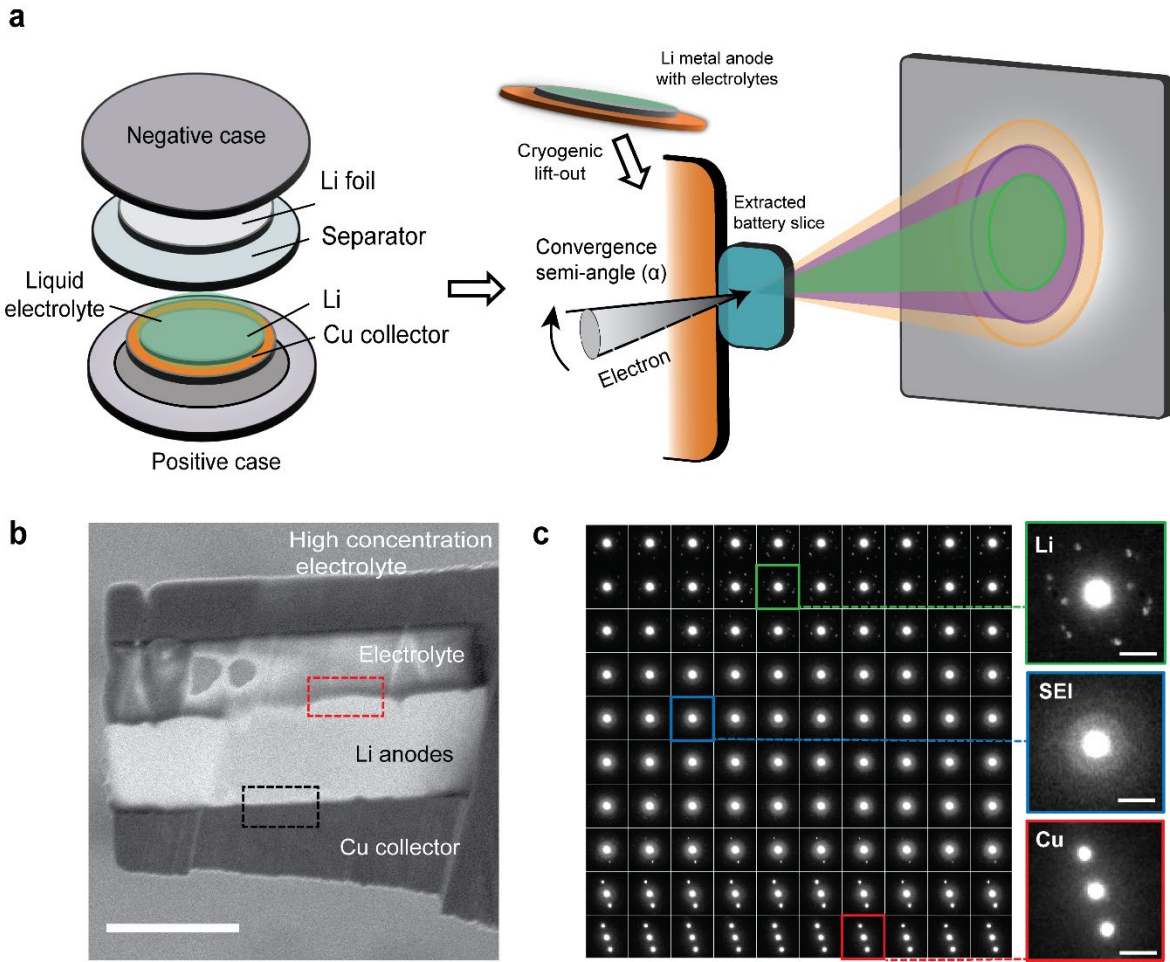 a
Negative case
Li foil
Separator
Liquid
electrolyte
Li
Cu collector
Positive case
Li metal anode
with electrolytes
Cryogenic
lift-out
Extracted
battery slice
Convergence
semi-angle (α)
Electron
b
High concentration
electrolyte
Electrolyte
Li anodes
Cu collector
c
Li
SEI
Cu